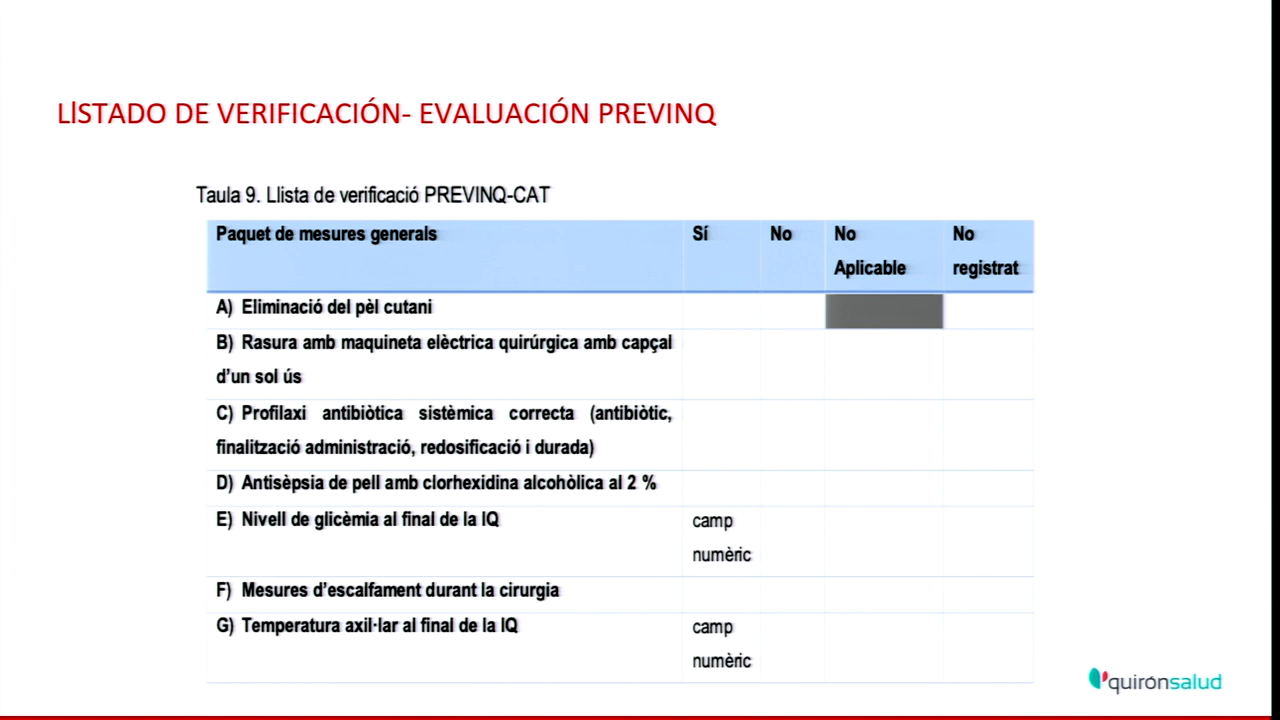 LISTADO DE VERIFICACIÓN- EVALUACIÓN PREVINQ
Taula 9. Llista de verificació PREVINQ-CAT
Paquet de mesures generals Sí No No Aplicable No registrat
A) Eliminació del pèl cutani
B) Rasura amb maquineta elèctrica quirúrgica amb capçal
d'un sol ús
C) Profilaxi antibiòtica sistèmica correcta (antibiòtic,
finalització administració, redosificació i durada)
D) Antisèpsia de pell amb clorhexidina alcohòlica al 2 %
E) Nivell de glicèmia al final de la IQ camp
numèric
F) Mesures d'escalfament durant la cirurgia
G) Temperatura axil·lar al final de la IQ camp
numèric
quirónsalud